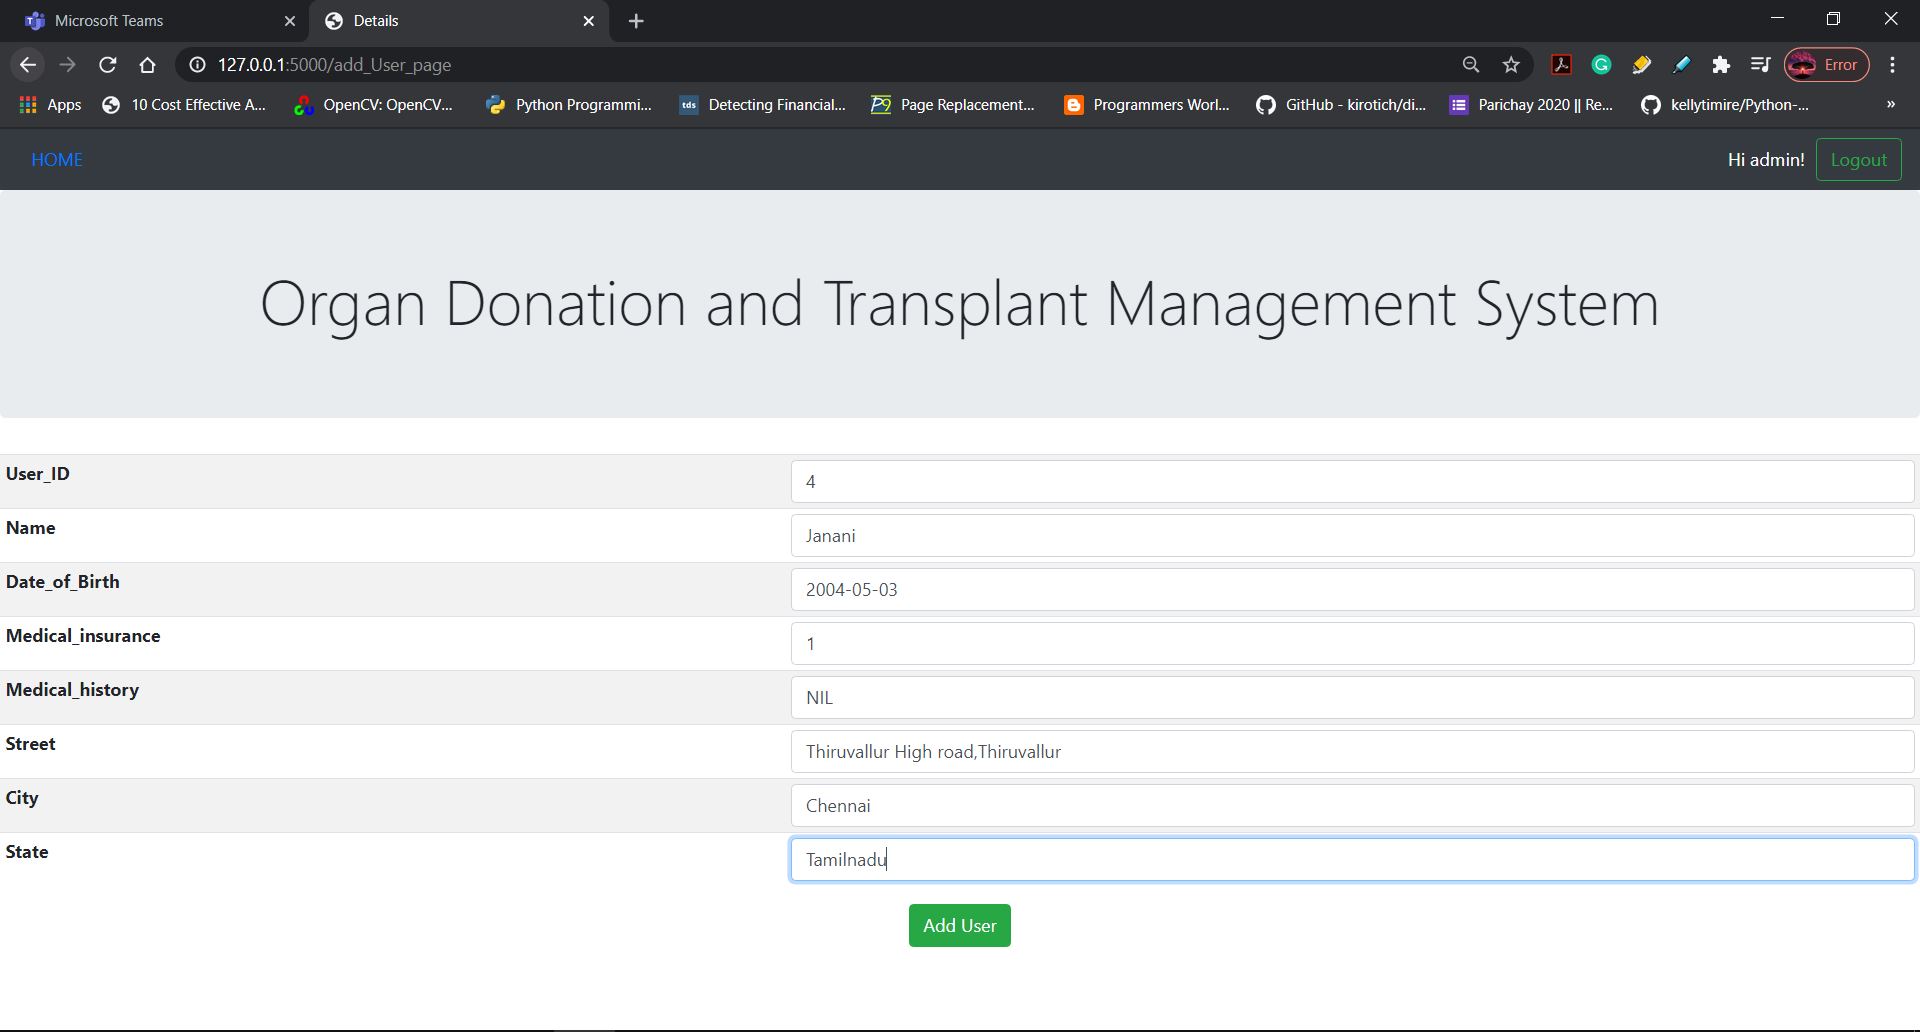 Microsoft Teams
Details
127.0.0.1:5000/add_User_page
Error
Apps
10 Cost Effective A...
OpenCV: OpenCV...
Python Programmi...
tds
Detecting Financial...
P9
Page Replacement...
Programmers Worl...
GitHub - kirotich/di...
Parichay 2020 || Re...
kellytimire/Python-...
»
HOME
Hi admin!
Logout
Organ Donation and Transplant Management System
User_ID
4
Name
Janani
Date_of_Birth
2004-05-03
Medical_insurance
1
Medical_history
NIL
Street
Thiruvallur High road,Thiruvallur
City
Chennai
State
Tamilnadu
Add User